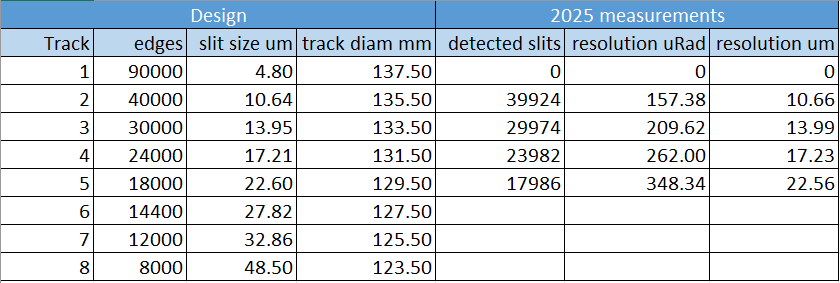 Design 2025 measurements
Track edges slit size um track diam mm detected slits resolution uRad resolution um
1 90000 4.80 137.50 0 0 0
2 40000 10.64 135.50 39924 157.38 10.66
3 30000 13.95 133.50 29974 209.62 13.99
4 24000 17.21 131.50 23982 262.00 17.23
5 18000 22.60 129.50 17986 348.34 22.56
6 14400 27.82 127.50
7 12000 32.86 125.50
8 8000 48.50 123.50